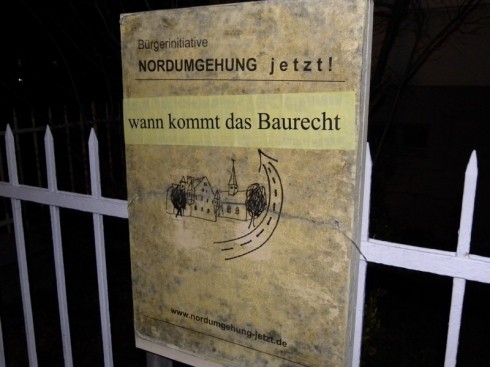 Bürgerinitiative
NORDUMGEHUNG jetzt!
wann kommt das Baurecht
www.nordumgehung-jetzt.de